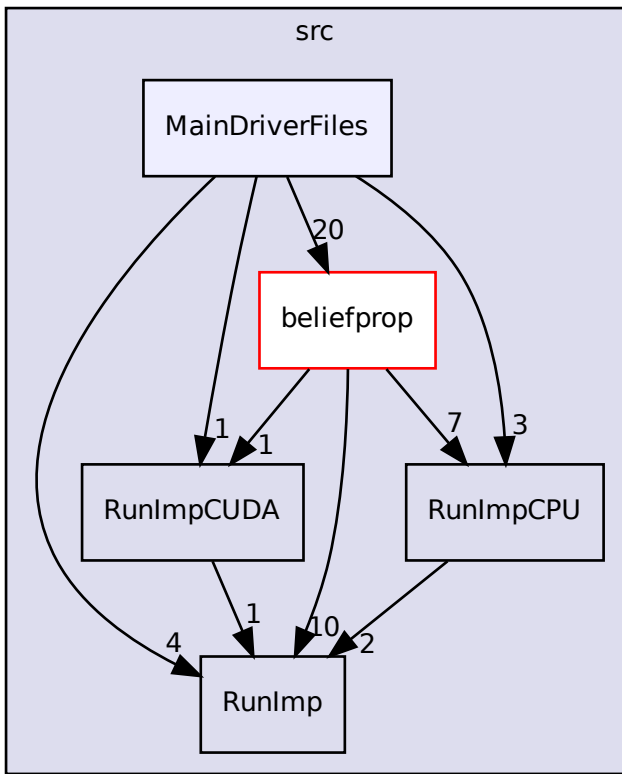 src
MainDriverFiles
20
beliefprop
1
1
7
3
RunImpCUDA
RunImpCPU
4
1
10
2
RunImp